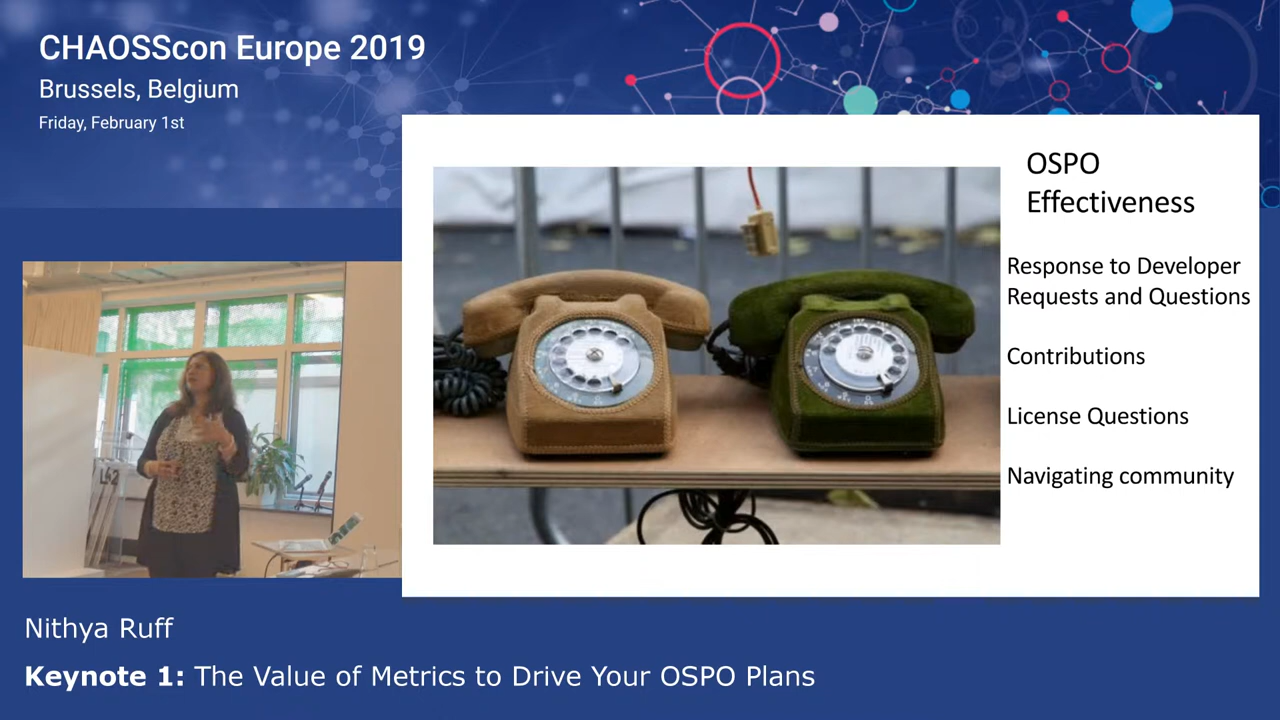 CHAOSScon Europe 2019
Brussels, Belgium
Friday, February 1st
OSPO
Effectiveness
Response to Developer
Requests and Questions
Contributions
License Questions
Navigating community
L42
Nithya Ruff
Keynote 1: The Value of Metrics to Drive Your OSPO Plans